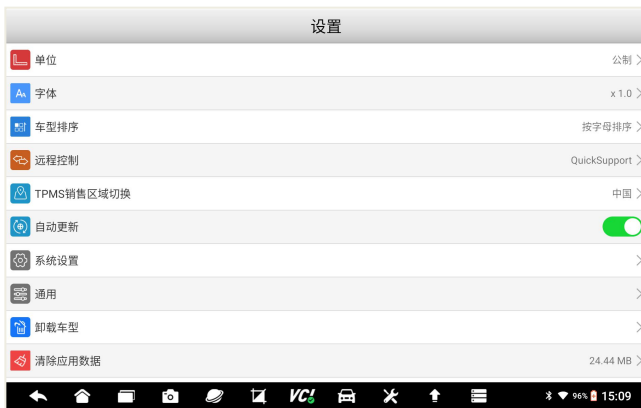 设置
单位 公制
字体 x 1.0
车型排序 按字母排序
远程控制 QuickSupport
TPMS销售区域切换 中国
自动更新
系统设置
通用
卸载车型
清除应用数据 24.44 MB
VCI 96% 15:09